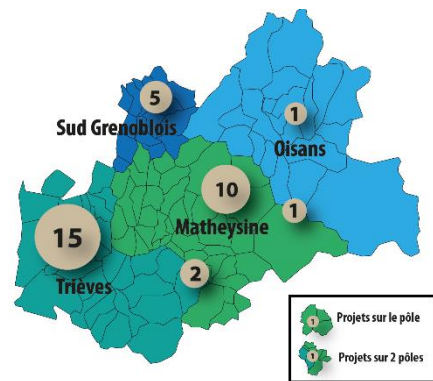 5
Sud Grenoblois
1
Oisans
10
Matheysine
1
15
Trièves
2
1 Projets sur le pôle
1 Projets sur 2 pôles